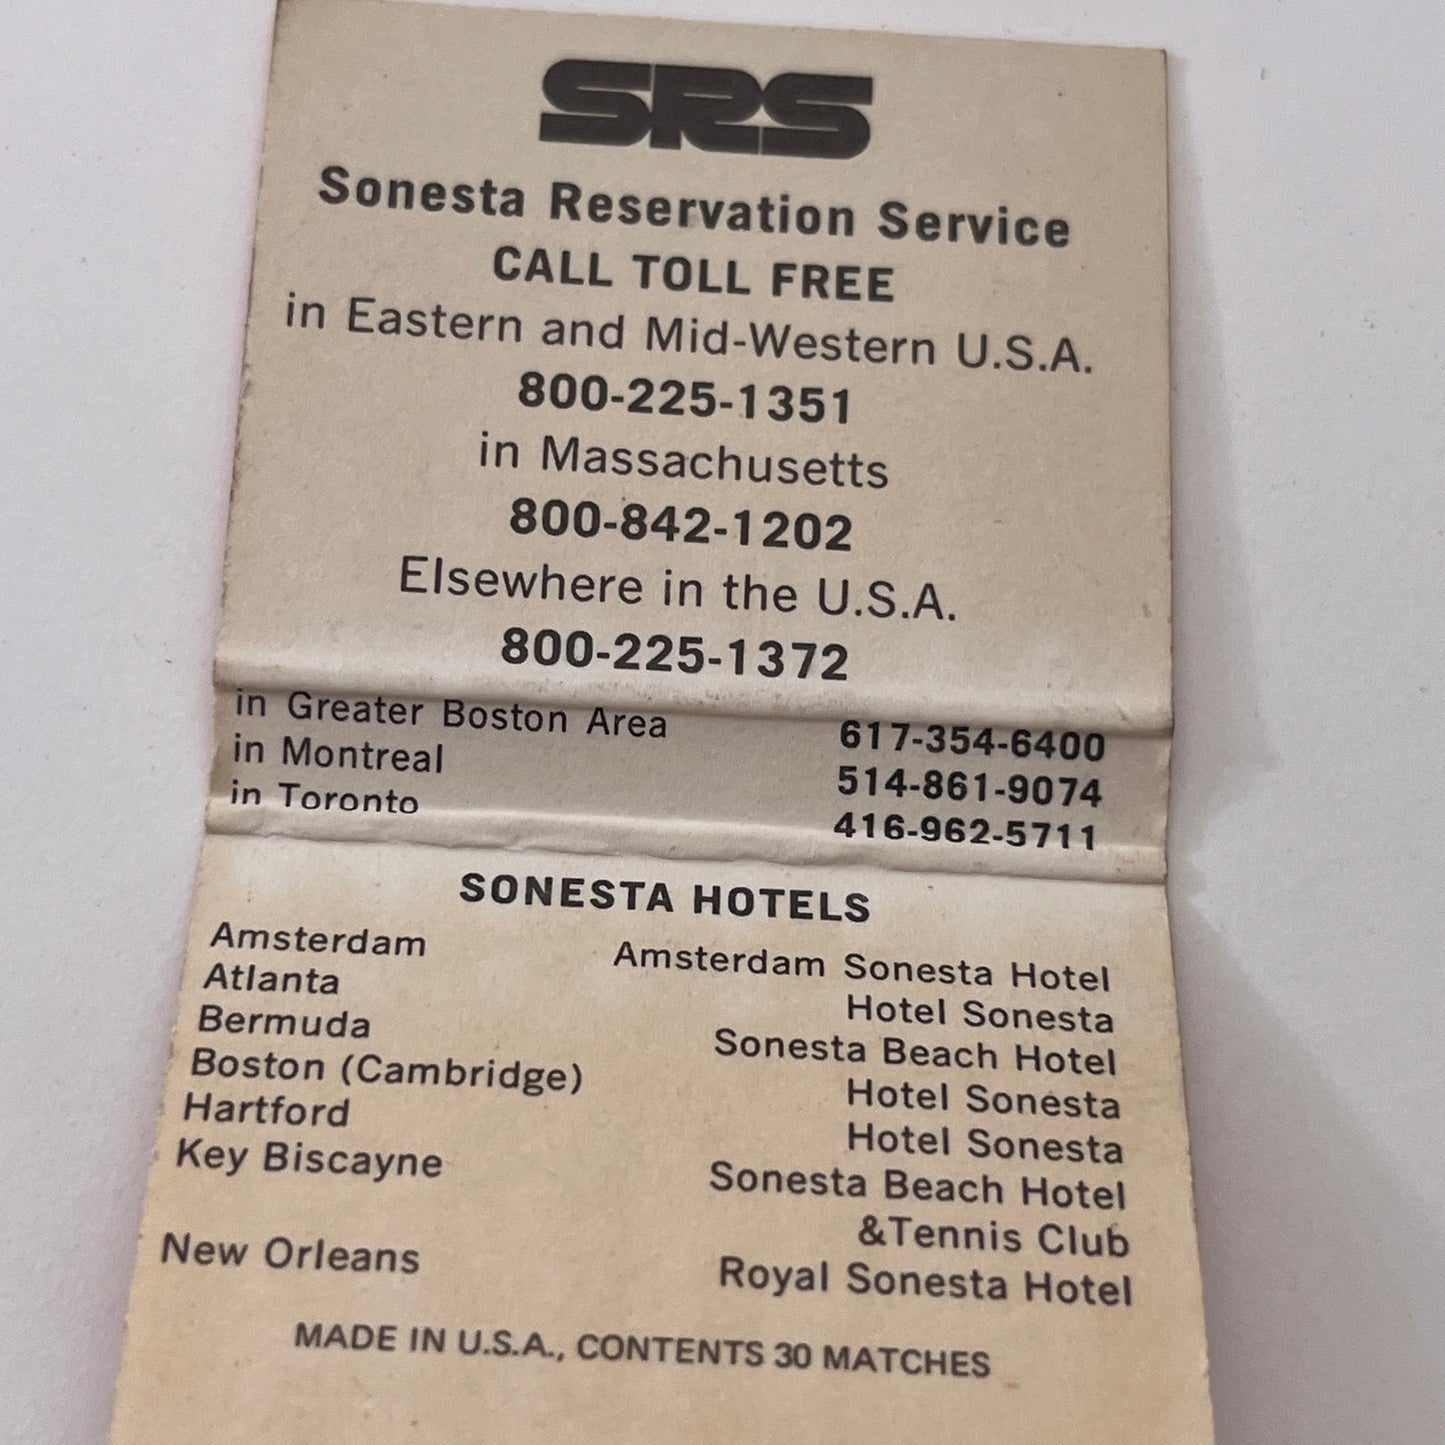 SRS
Sonesta Reservation Service
CALL TOLL FREE
in Eastern and Mid-Western U.S.A.
800-225-1351
in Massachusetts
800-842-1202
Elsewhere in the U.S.A.
800-225-1372
in Greater Boston Area 617-354-6400
in Montreal 514-861-9074
in Toronto 416-962-5711
SONESTA HOTELS
Amsterdam Amsterdam Sonesta Hotel
Atlanta Hotel Sonesta
Bermuda Sonesta Beach Hotel
Boston (Cambridge) Hotel Sonesta
Hartford Hotel Sonesta
Key Biscayne Sonesta Beach Hotel
&Tennis Club
New Orleans Royal Sonesta Hotel
MADE IN U.S.A., CONTENTS 30 MATCHES